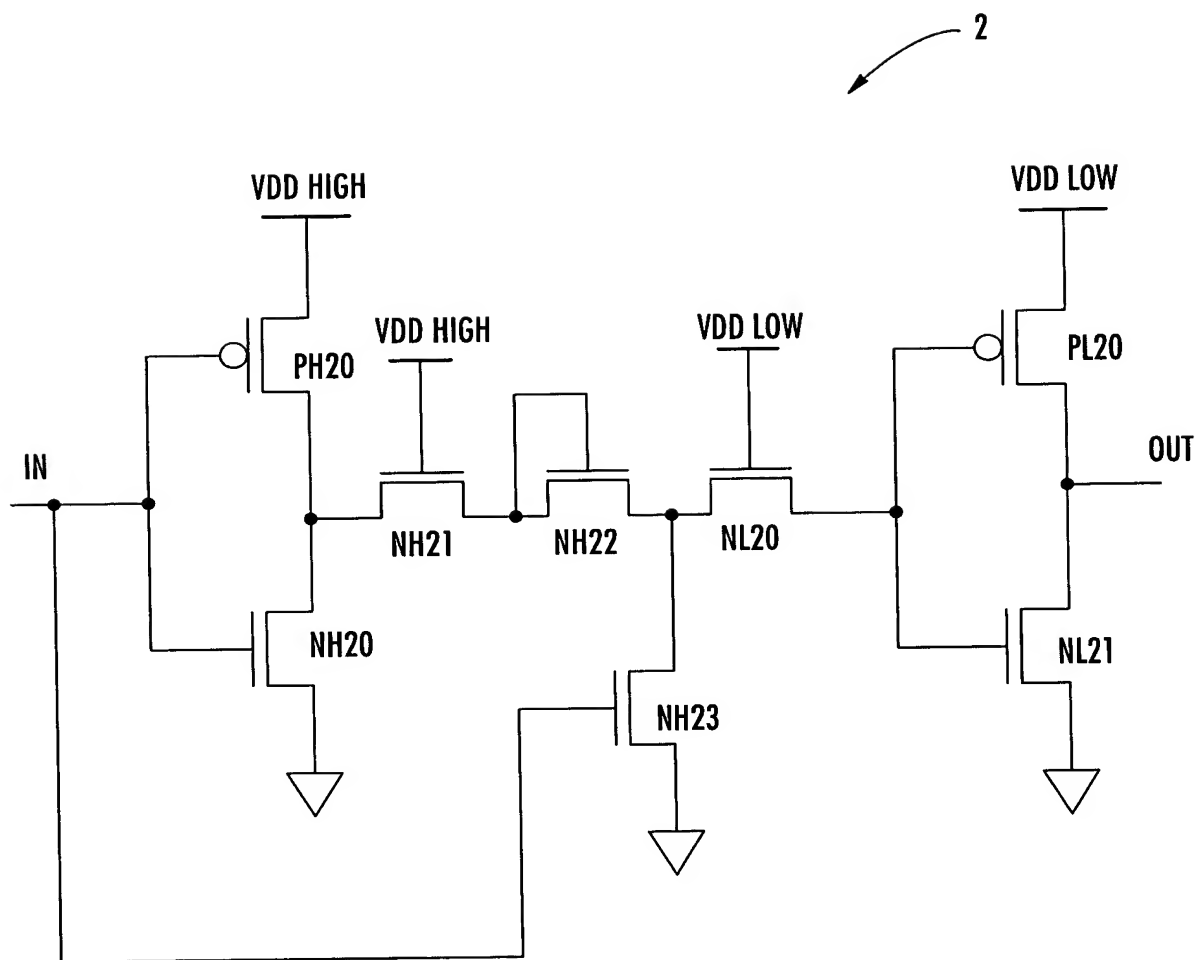 2
VDD HIGH
VDD LOW
VDD HIGH
VDD LOW
PH20
PL20
IN
OUT
NH21
NH22
NL20
NH20
NL21
NH23